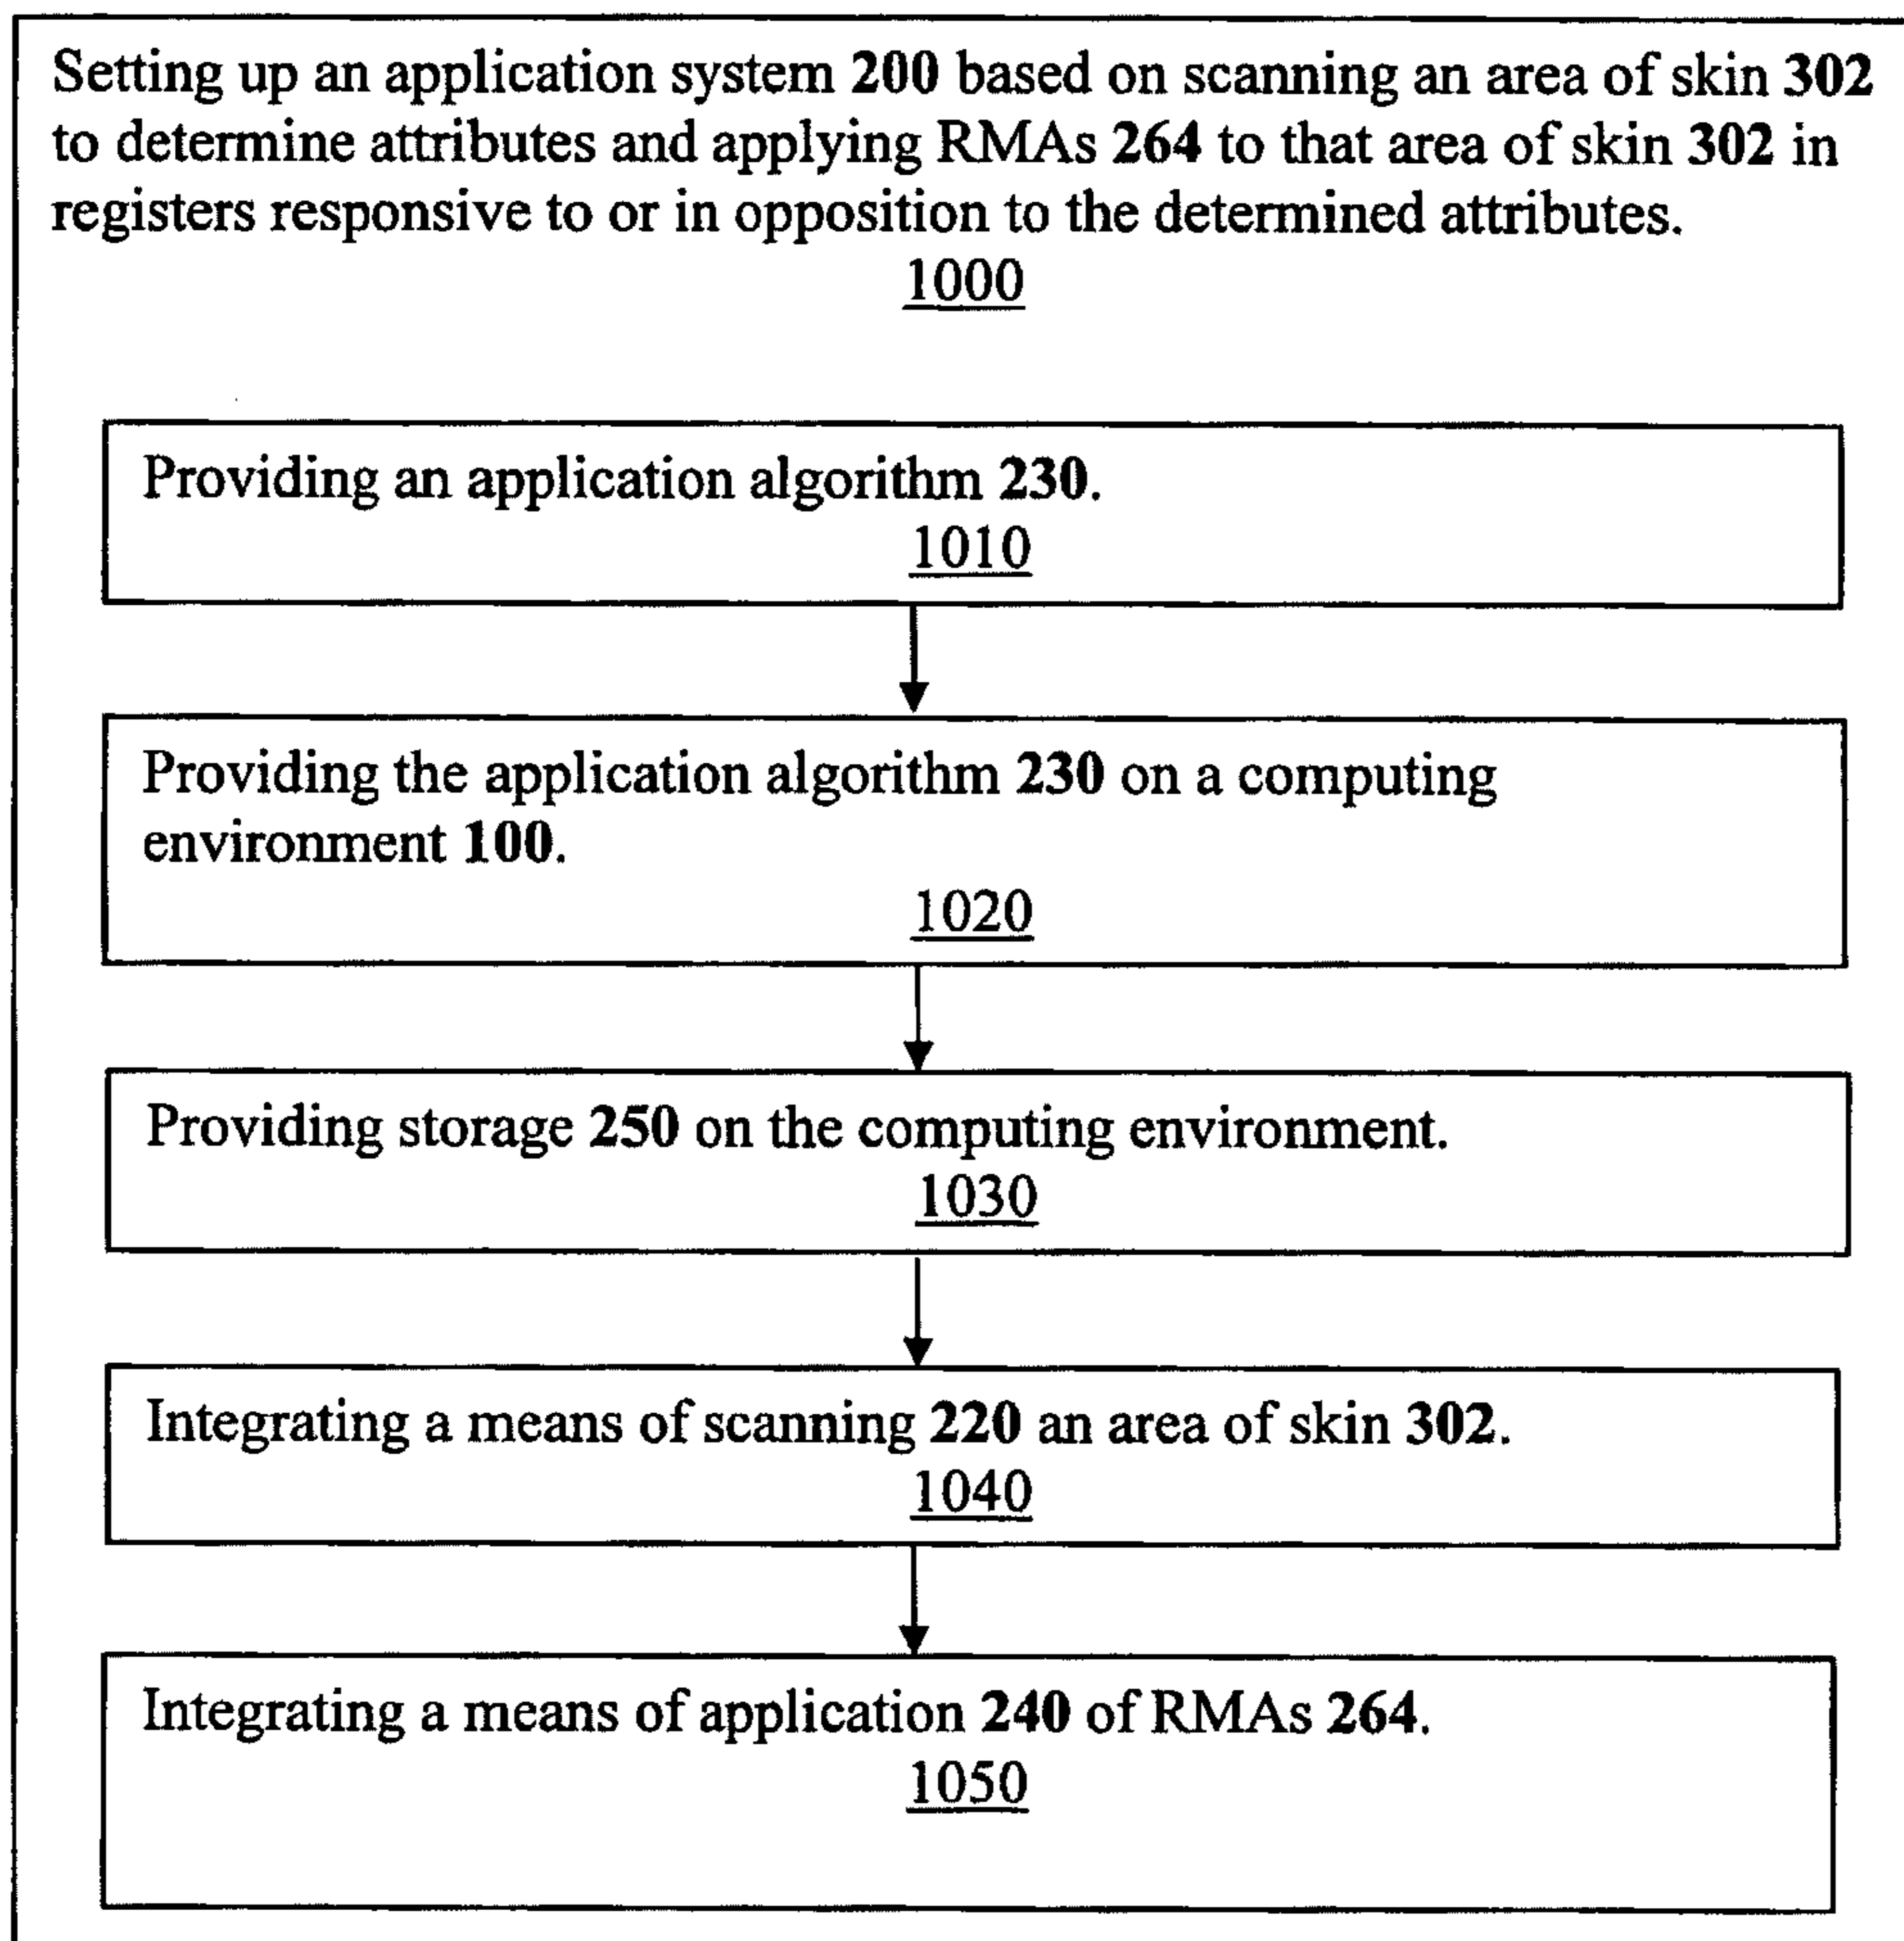 Setting up an application system 200 based on scanning an area of skin 302
to determine attributes and applying RMAs 264 to that area of skin 302 in
registers responsive to or in opposition to the determined attributes.
1000
Providing an application algorithm 230.
1010
Providing the application algorithm 230 on a computing
environment 100.
1020
Providing storage 250 on the computing environment.
1030
Integrating a means of scanning 220 an area of skin 302.
1040
Integrating a means of application 240 of RMAs 264.
1050